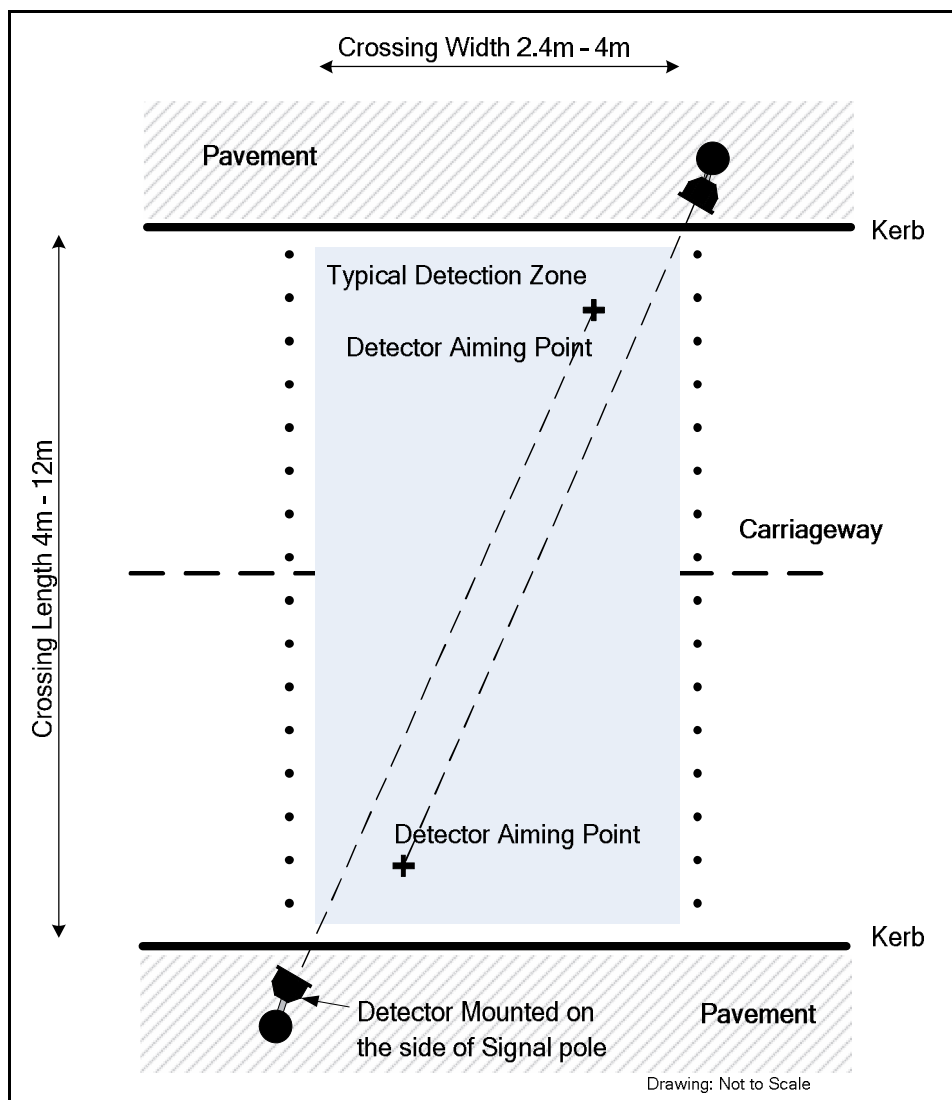 Crossing Width 2.4m - 4m
Pavement
Kerb
Typical Detection Zone
Detector Aiming Point
Crossing Length 4m - 12m
Carriageway
Detector Aiming Point
Kerb
Detector Mounted on
the side of Signal pole
Pavement
Drawing: Not to Scale